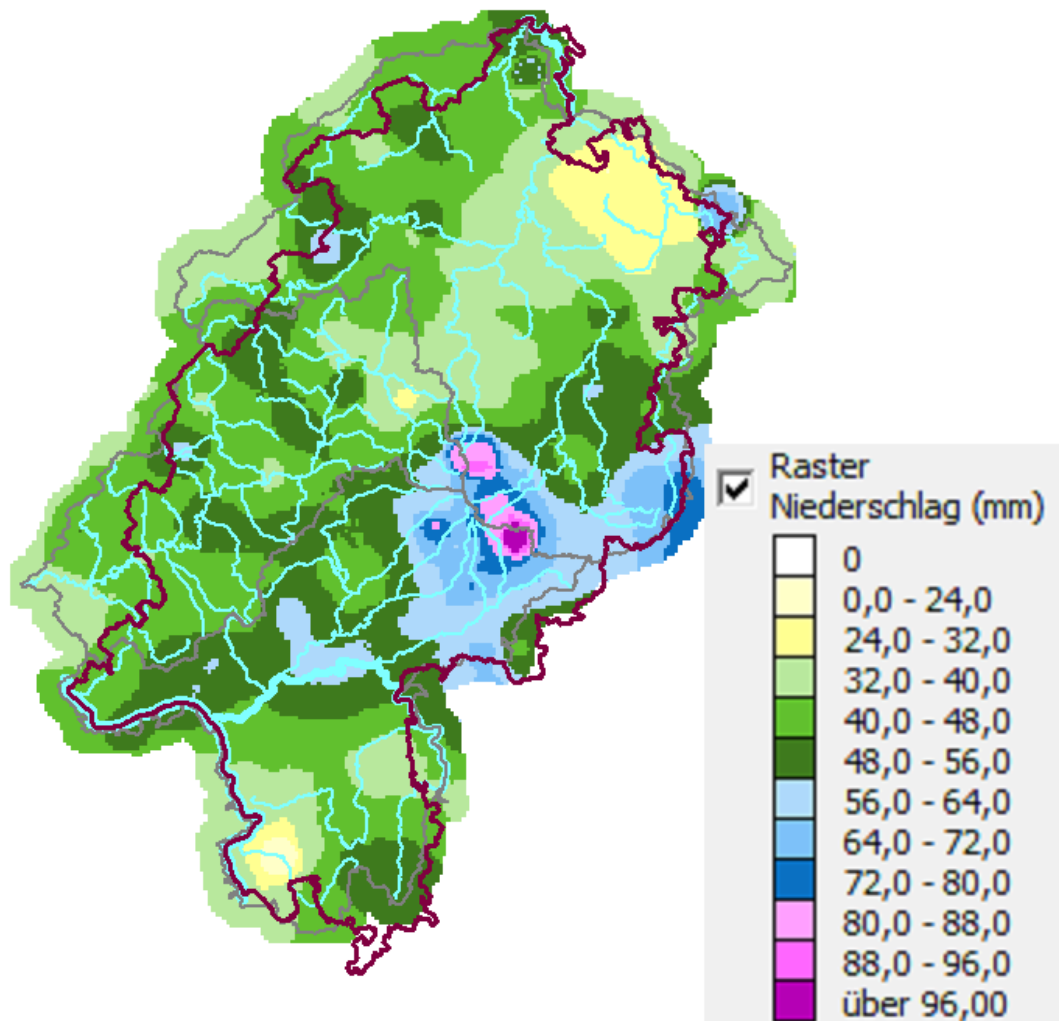 Raster
Niederschlag (mm)
0
0,0 - 24,0
24,0 - 32,0
32,0 - 40,0
40,0 - 48,0
48,0 - 56,0
56,0 - 64,0
64,0 - 72,0
72,0 - 80,0
80,0 - 88,0
88,0 - 96,0
über 96,00